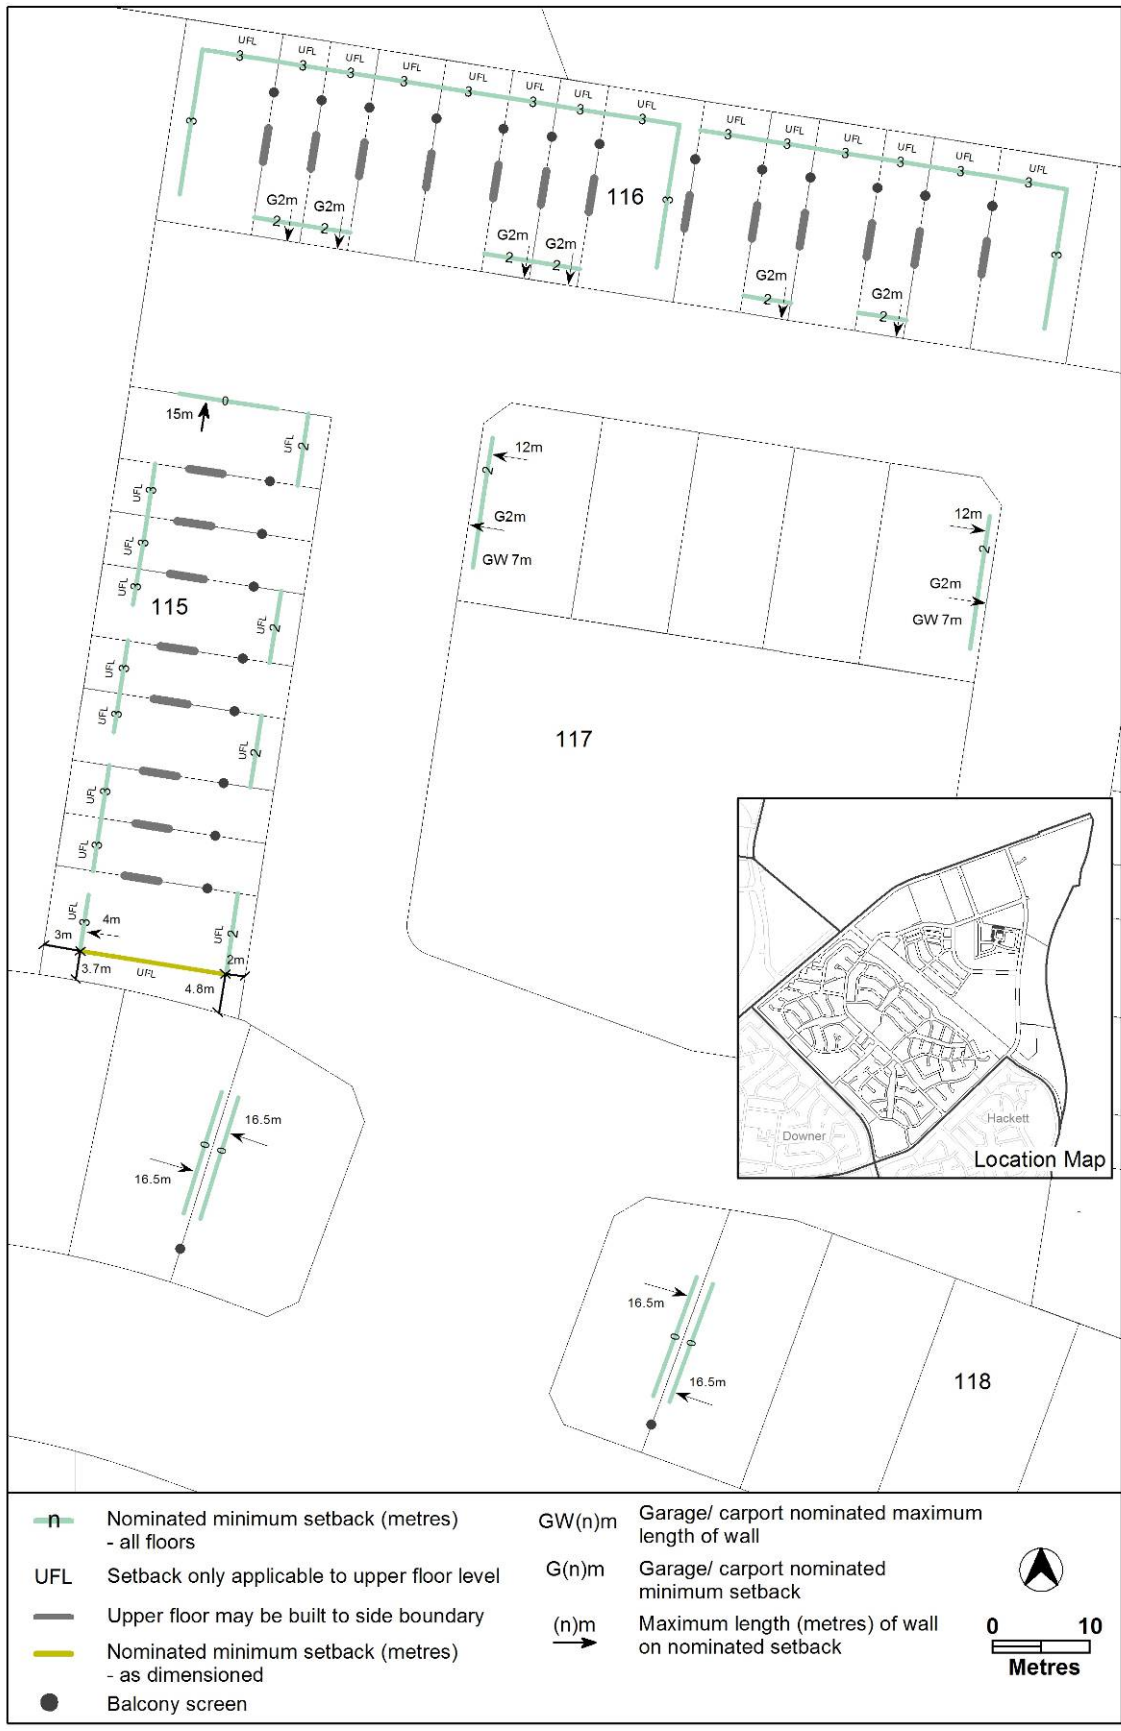 UFL UFL UFL UFL UFL UFL UFL UFL
3 3 3 3 3 3 3 3
UFL UFL UFL UFL UFL UFL
3 3 3 3 3 3
3
116
3
3
G2m G2m
2 2
G2m G2m
2 2
G2m
2
G2m
2
0
15m
UFL 2
UFL 3
UFL 3
UFL 3
115
UFL 2
UFL 3
UFL 3
UFL 2
UFL 3
UFL 3
UFL 3
4m
UFL 2
3m
3.7m
UFL
2m
4.8m
12m
2
G2m
GW 7m
12m
2
G2m
GW 7m
117
16.5m
0 0
16.5m
16.5m
0 0
16.5m
118
Downer
Hackett
Location Map
n Nominated minimum setback (metres)
- all floors
UFL Setback only applicable to upper floor level
Upper floor may be built to side boundary
Nominated minimum setback (metres)
- as dimensioned
Balcony screen
GW(n)m Garage/ carport nominated maximum
length of wall
G(n)m Garage/ carport nominated
minimum setback
(n)m Maximum length (metres) of wall
on nominated setback
0 10
Metres